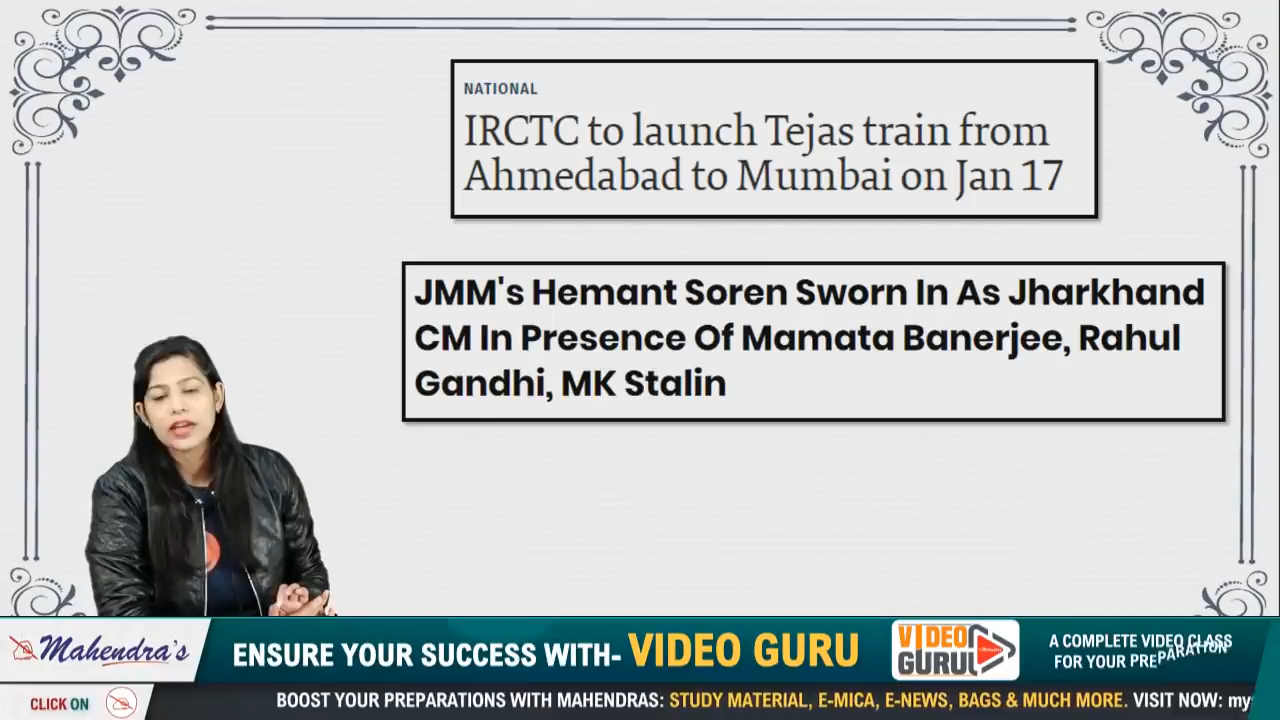 NATIONAL
IRCTC to launch Tejas train from
Ahmedabad to Mumbai on Jan 17
JMM's Hemant Soren Sworn In As Jharkhand
CM In Presence Of Mamata Banerjee, Rahul
Gandhi, MK Stalin
Mahendra's
ENSURE YOUR SUCCESS WITH- VIDEO GURU
VIDEO
GURU
A COMPLETE VIDEO CLASS
FOR YOUR PREPARATION
CLICK ON
BOOST YOUR PREPARATIONS WITH MAHENDRAS: STUDY MATERIAL, E-MICA, E-NEWS, BAGS & MUCH MORE. VISIT NOW: my